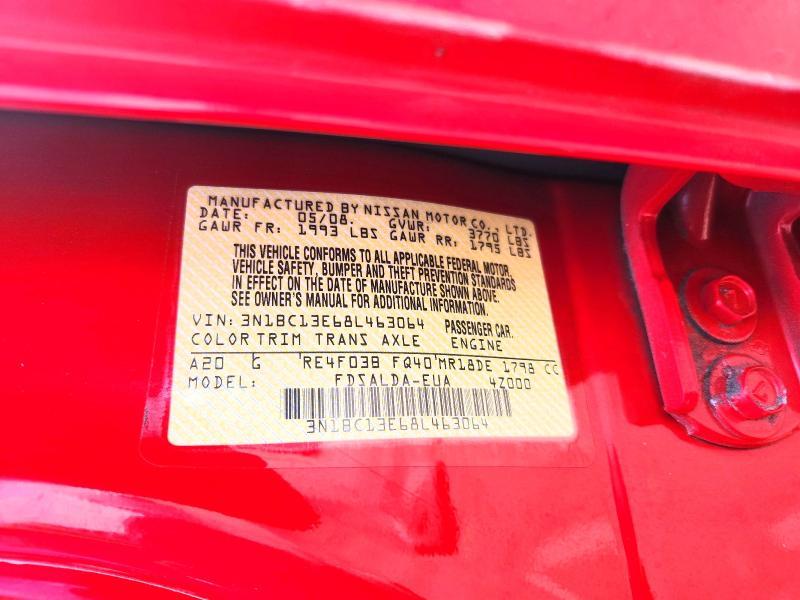 MANUFACTURED BY NISSAN MOTOR CO., LTD.
DATE: 05/08. GVWR: 3770 LBS
GAWR FR: 1993 LBS GAWR RR: 1795 LBS
THIS VEHICLE CONFORMS TO ALL APPLICABLE FEDERAL MOTOR
VEHICLE SAFETY, BUMPER AND THEFT PREVENTION STANDARDS
IN EFFECT ON THE DATE OF MANUFACTURE SHOWN ABOVE.
SEE OWNER'S MANUAL FOR ADDITIONAL INFORMATION.
VIN: 3N1BC13E68L463064 PASSENGER CAR.
COLOR TRIM TRANS AXLE ENGINE
A20 G RE4F03B FQ40 MR18DE 1798 CC
MODEL: FDSALDA-EUA 4Z000
3N1BC13E68L463064